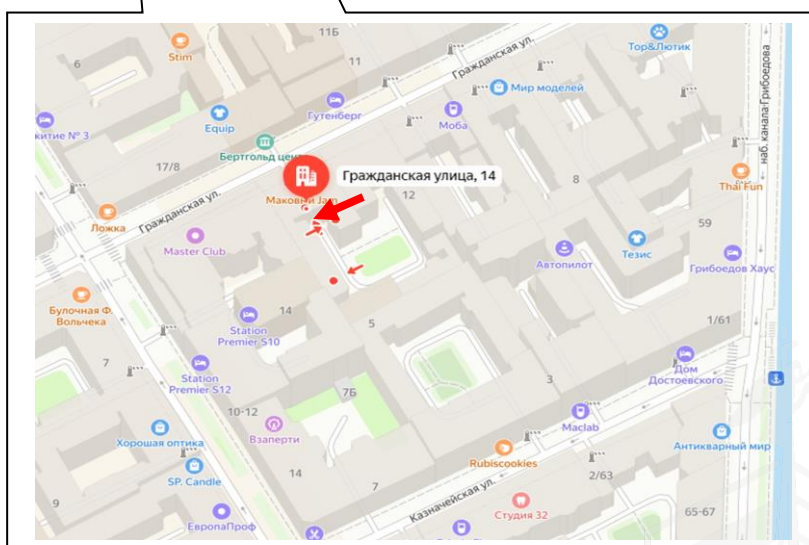 11Б
Stim
6
11
Гражданская ул.
Тор&Лютик
Мир моделей
Гутенберг
Equip
Моба
житие № 3
Бертгольд цен
наб. канала Грибоедова
17/8
Гражданская улица, 14
8
Thai Fun
Маковки Jam
12
Гражданская ул.
Ложка
Master Club
59
Тезис
Автопилот
Грибоедов Хаус
Булочная Ф. Вольчека
14
Station Premier S10
5
1/61
7
Station Premier S12
7Б
3
Дом Достоевского
10-12
Взаперти
Maclab
Хорошая оптика
Антикварный мир
SP. Candle
14
7
Rubiscookies
2/63
9
Казначейская ул.
Студия 32
65-67
ЕвропаПроф